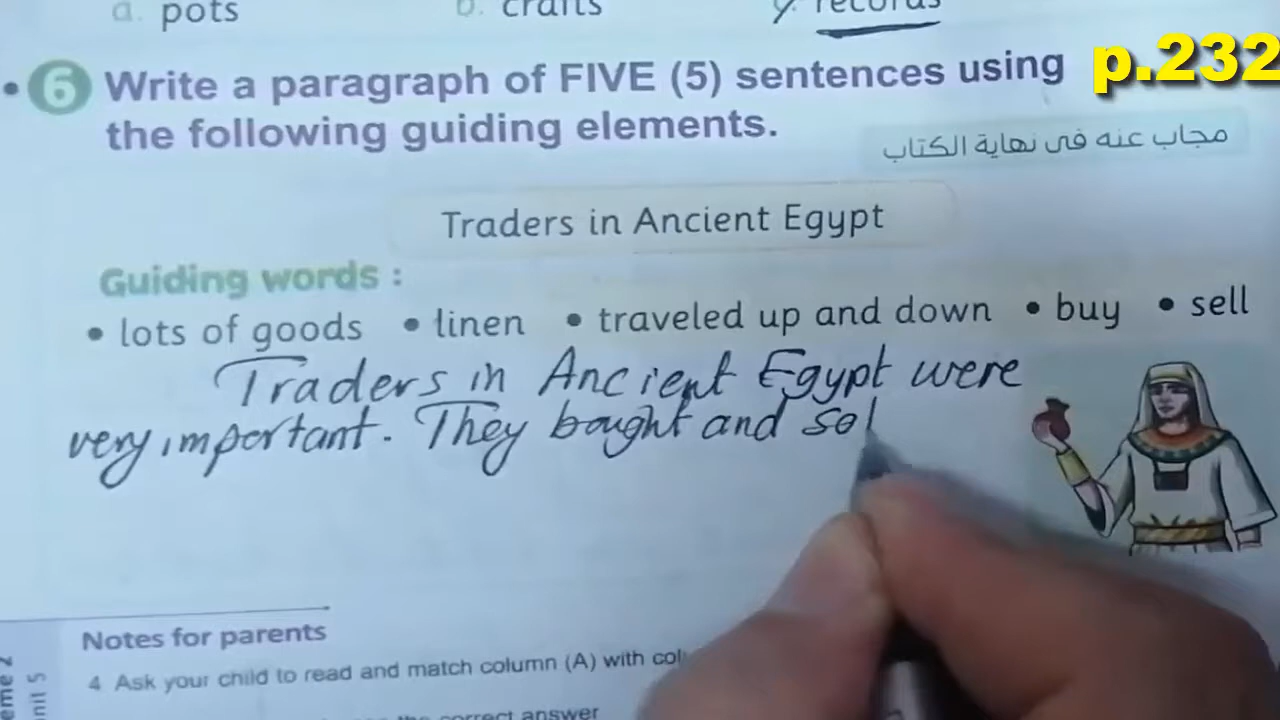 a. pots b. crafts records
p.232
• 6 Write a paragraph of FIVE (5) sentences using
the following guiding elements.
مجاب عنه فى نهاية الكتاب
Traders in Ancient Egypt
Guiding words :
• lots of goods • linen • traveled up and down • buy • sell
Traders in Ancient Egypt were
very important. They bought and sol
Notes for parents
4 Ask your child to read and match column (A) with
correct answer